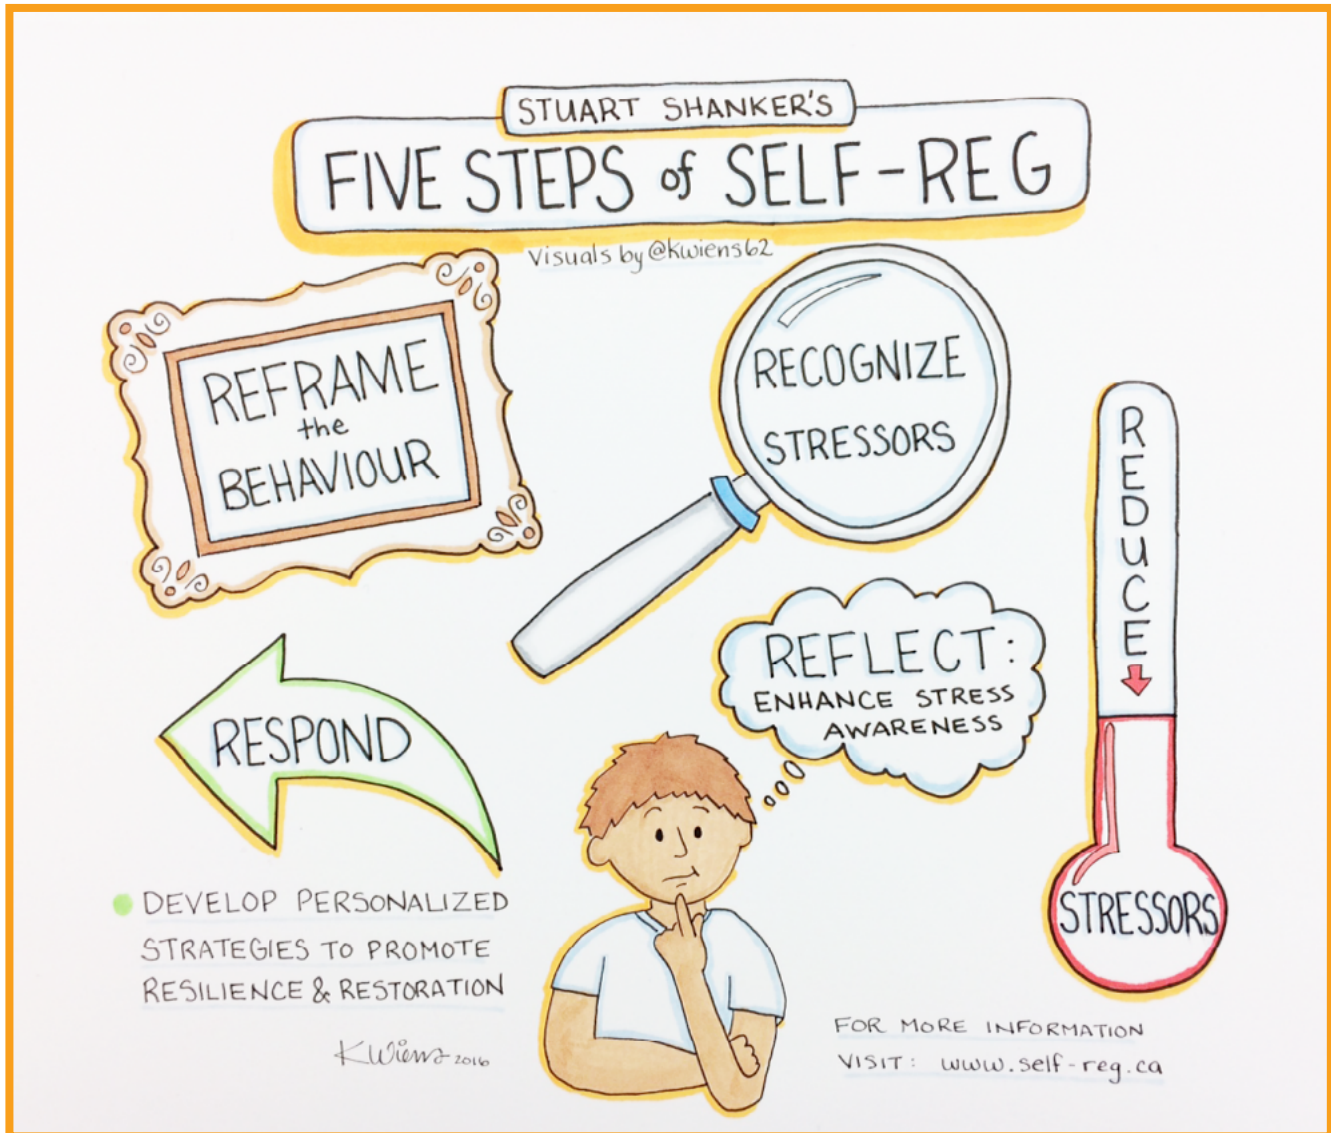 STUART SHANKER'S
FIVE STEPS of SELF-REG
Visuals by @kwiens62
REFRAME
the
BEHAVIOUR
RECOGNIZE
STRESSORS
REDUCE
STRESSORS
REFLECT:
ENHANCE STRESS
AWARENESS
RESPOND
DEVELOP PERSONALIZED
STRATEGIES TO PROMOTE
RESILIENCE & RESTORATION
KWiens 2016
FOR MORE INFORMATION
VISIT: www.self-reg.ca